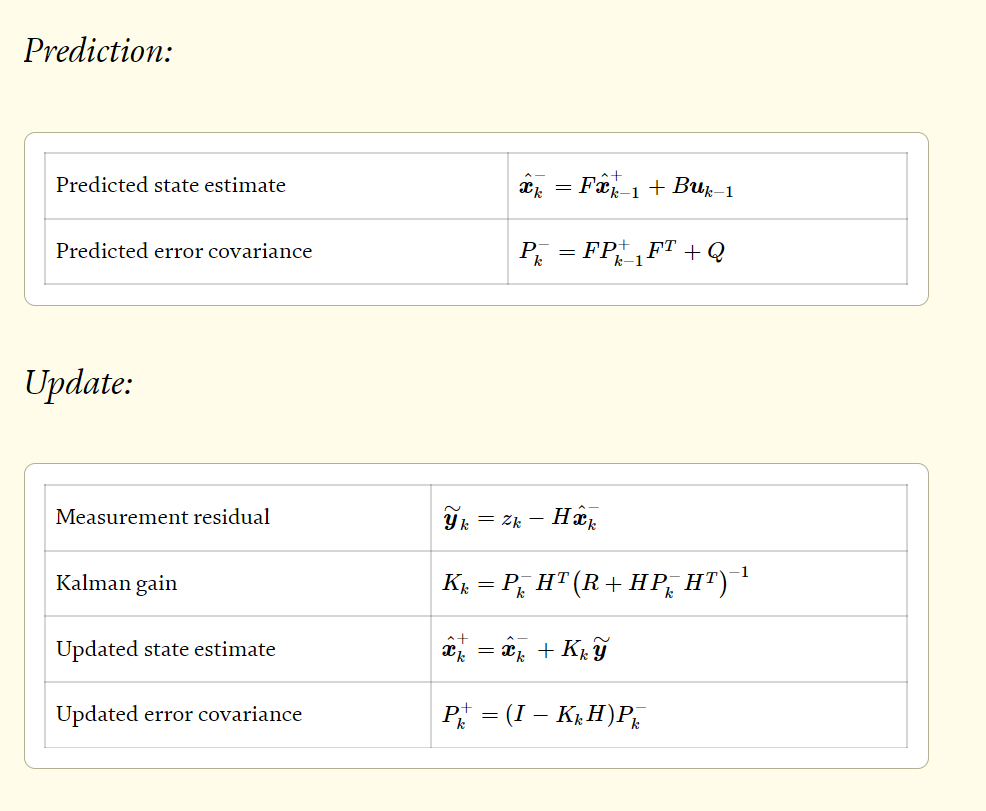 Prediction:
Predicted state estimate $\hat{\boldsymbol{x}}_k^- = F\hat{\boldsymbol{x}}_{k-1}^+ + B\boldsymbol{u}_{k-1}$
Predicted error covariance $P_k^- = FP_{k-1}^+F^T + Q$
Update:
Measurement residual $\widetilde{\boldsymbol{y}}_k = z_k - H\hat{\boldsymbol{x}}_k^-$
Kalman gain $K_k = P_k^-H^T(R + HP_k^-H^T)^{-1}$
Updated state estimate $\hat{\boldsymbol{x}}_k^+ = \hat{\boldsymbol{x}}_k^- + K_k\widetilde{\boldsymbol{y}}$
Updated error covariance $P_k^+ = (I - K_kH)P_k^-$